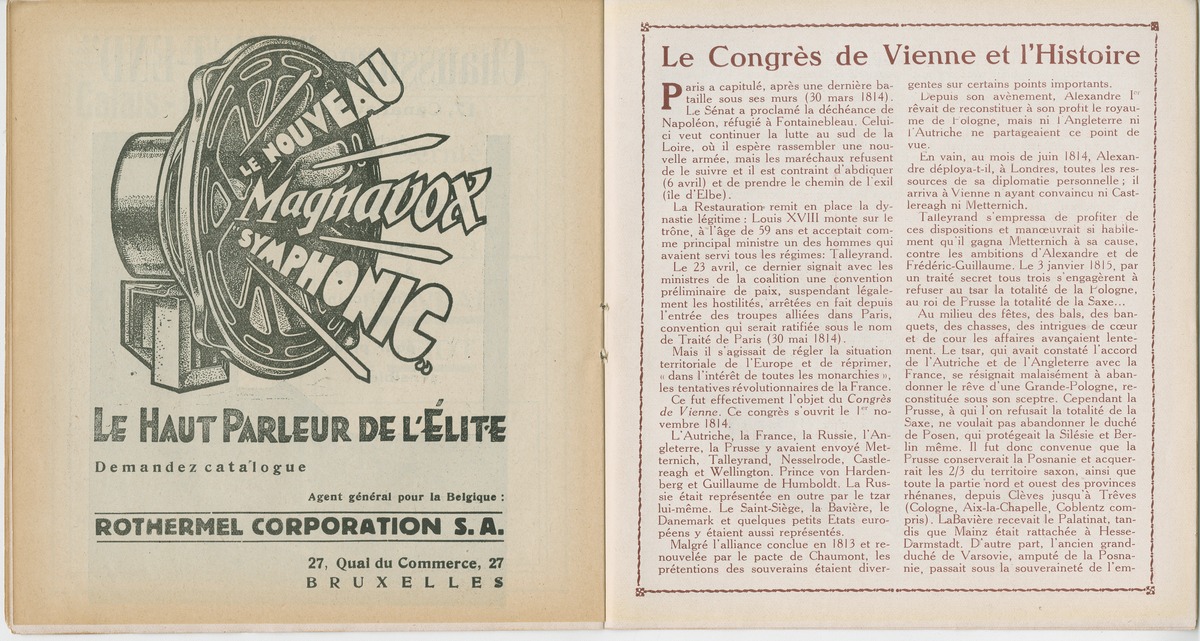 LE NOUVEAU
Magnavox
"SYMPHONIC"
LE HAUT PARLEUR DE L'ÉLITE
Demandez catalogue
Agent général pour la Belgique :
ROTHERMEL CORPORATION S. A.
27, Quai du Commerce, 27
BRUXELLES
Le Congrès de Vienne et l'Histoire
Paris a capitulé, après une dernière ba-
taille sous ses murs (30 mars 1814).
Le Sénat a proclamé la déchéance de
Napoléon, réfugié à Fontainebleau. Celui-
ci veut continuer la lutte au sud de la
Loire, où il espère rassembler une nou-
velle armée, mais les maréchaux refusent
de le suivre et il est contraint d'abdiquer
(6 avril) et de prendre le chemin de l'exil
(île d'Elbe).
La Restauration remit en place la dy-
nastie légitime : Louis XVIII monte sur le
trône, à l'âge de 59 ans et acceptait com-
me principal ministre un des hommes qui
avaient servi tous les régimes: Talleyrand.
Le 23 avril, ce dernier signait avec les
ministres de la coalition une convention
préliminaire de paix, suspendant légale-
ment les hostilités, arrêtées en fait depuis
l'entrée des troupes alliées dans Paris,
convention qui serait ratifiée sous le nom
de Traité de Paris (30 mai 1814).
Mais il s'agissait de régler la situation
territoriale de l'Europe et de réprimer,
« dans l'intérêt de toutes les monarchies »,
les tentatives révolutionnaires de la France.
Ce fut effectivement l'objet du Congrès
de Vienne. Ce congrès s'ouvrit le 1er no-
vembre 1814.
L'Autriche, la France, la Russie, l'An-
gleterre, la Prusse y avaient envoyé Met-
ternich, Talleyrand, Nesselrode, Castle-
reagh et Wellington, Prince von Harden-
berg et Guillaume de Humboldt. La Rus-
sie était représentée en outre par le tzar
lui-même. Le Saint-Siège, la Bavière, le
Danemark et quelques petits Etats euro-
péens y étaient aussi représentés.
Malgré l'alliance conclue en 1813 et re-
nouvelée par le pacte de Chaumont, les
prétentions des souverains étaient diver-
gentes sur certains points importants.
Depuis son avènement, Alexandre Ier
rêvait de reconstituer à son profit le royau-
me de Pologne, mais ni l'Angleterre ni
l'Autriche ne partageaient ce point de
vue.
En vain, au mois de juin 1814, Alexan-
dre déploya-t-il, à Londres, toutes les res-
sources de sa diplomatie personnelle ; il
arriva à Vienne n'ayant convaincu ni Cast-
lereagh ni Metternich.
Talleyrand s'empressa de profiter de
ces dispositions et manœuvrait si habile-
ment qu'il gagna Metternich à sa cause,
contre les ambitions d'Alexandre et de
Frédéric-Guillaume. Le 3 janvier 1815, par
un traité secret tous trois s'engagèrent à
refuser au tsar la totalité de la Pologne,
au roi de Prusse la totalité de la Saxe...
Au milieu des fêtes, des bals, des ban-
quets, des chasses, des intrigues de cœur
et de cour les affaires avançaient lente-
ment. Le tsar, qui avait constaté l'accord
de l'Autriche et de l'Angleterre avec la
France, se résignait malaisément à aban-
donner le rêve d'une Grande-Pologne, re-
constituée sous son sceptre. Cependant la
Prusse, à qui l'on refusait la totalité de la
Saxe, ne voulait pas abandonner le duché
de Posen, qui protégeait la Silésie et Ber-
lin même. Il fut donc convenu que la
Prusse conserverait la Posnanie et acquer-
rait les 2/3 du territoire saxon, ainsi que
toute la partie nord et ouest des provinces
rhénanes, depuis Clèves jusqu'à Trêves
(Cologne, Aix-la-Chapelle, Coblentz com-
pris). LaBavière recevait le Palatinat, tan-
dis que Mainz était rattachée à Hesse-
Darmstadt. D'autre part, l'ancien grand-
duché de Varsovie, amputé de la Posna-
nie, passait sous la souveraineté de l'em-